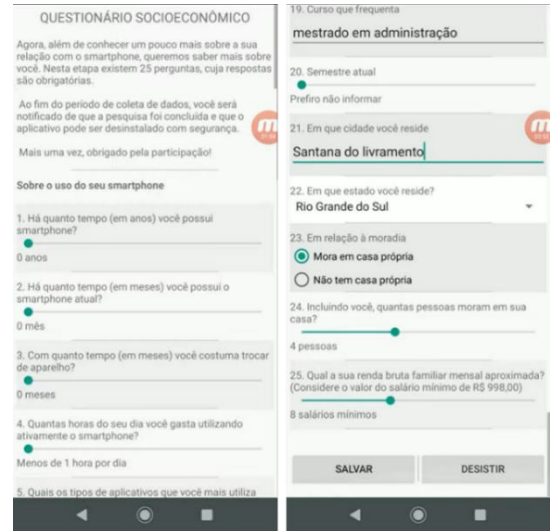 QUESTIONÁRIO SOCIOECONÔMICO
Agora, além de conhecer um pouco mais sobre a sua
relação com o smartphone, queremos saber mais sobre
você. Nesta etapa existem 25 perguntas, cuja respostas
são obrigatórias.
Ao fim do periodo de coleta de dados, você será
notificado de que a pesquisa foi concluída e que o
aplicativo pode ser desinstalado com segurança.
Mais uma vez, obrigado pela participação!
Sobre o uso do seu smartphone
1. Há quanto tempo (em anos) você possui
smartphone?
0 anos
2. Há quanto tempo (em meses) você possui o
smartphone atual?
0 mês
3. Com quanto tempo (em meses) você costuma trocar
de aparelho?
0 meses
4. Quantas horas do seu dia você gasta utilizando
ativamente o smartphone?
Menos de 1 hora por dia
5. Quais os tipos de aplicativos que você mais utiliza
19. Curso que frequenta
mestrado em administração
20. Semestre atual
Prefiro não informar
21. Em que cidade você reside
Santana do livramento
22. Em que estado você reside?
Rio Grande do Sul
23. Em relação à moradia
Mora em casa própria
Não tem casa própria
24. Incluindo você, quantas pessoas moram em sua
casa?
4 pessoas
25. Qual a sua renda bruta familiar mensal aproximada?
(Considere o valor do salário mínimo de R$ 998,00)
8 salários mínimos
SALVAR
DESISTIR